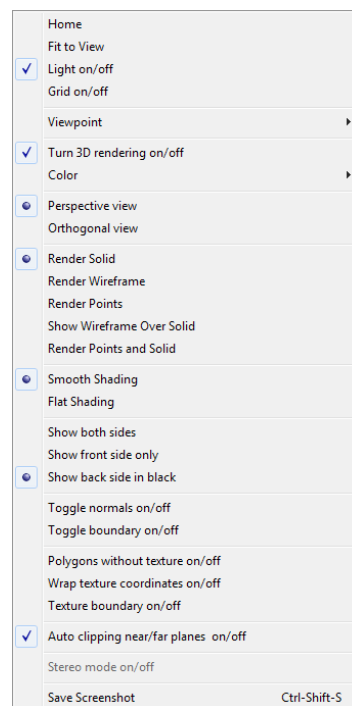 Home
Fit to View
Light on/off
Grid on/off
Viewpoint
Turn 3D rendering on/off
Color
Perspective view
Orthogonal view
Render Solid
Render Wireframe
Render Points
Show Wireframe Over Solid
Render Points and Solid
Smooth Shading
Flat Shading
Show both sides
Show front side only
Show back side in black
Toggle normals on/off
Toggle boundary on/off
Polygons without texture on/off
Wrap texture coordinates on/off
Texture boundary on/off
Auto clipping near/far planes on/off
Stereo mode on/off
Save Screenshot Ctrl-Shift-S